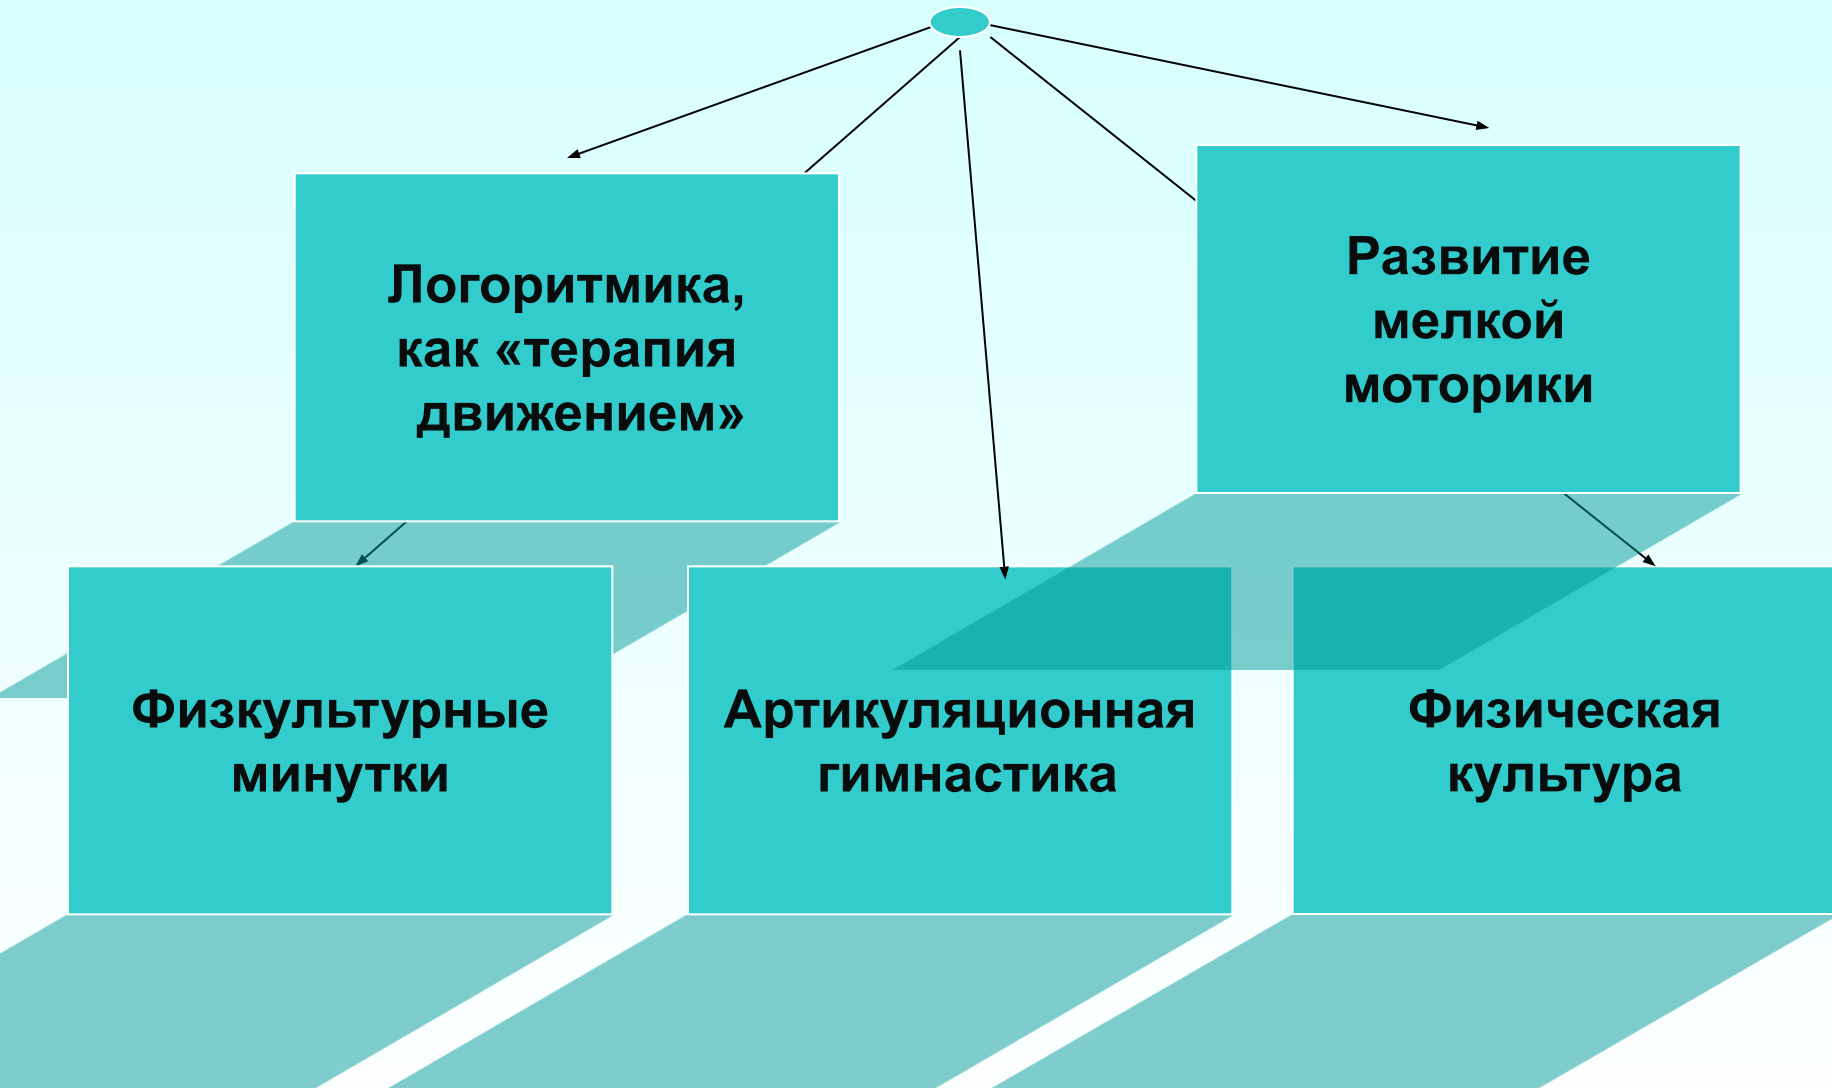 Логоритмика,
как «терапия
движением»
Развитие
мелкой
моторики
Физкультурные
минутки
Артикуляционная
гимнастика
Физическая
культура